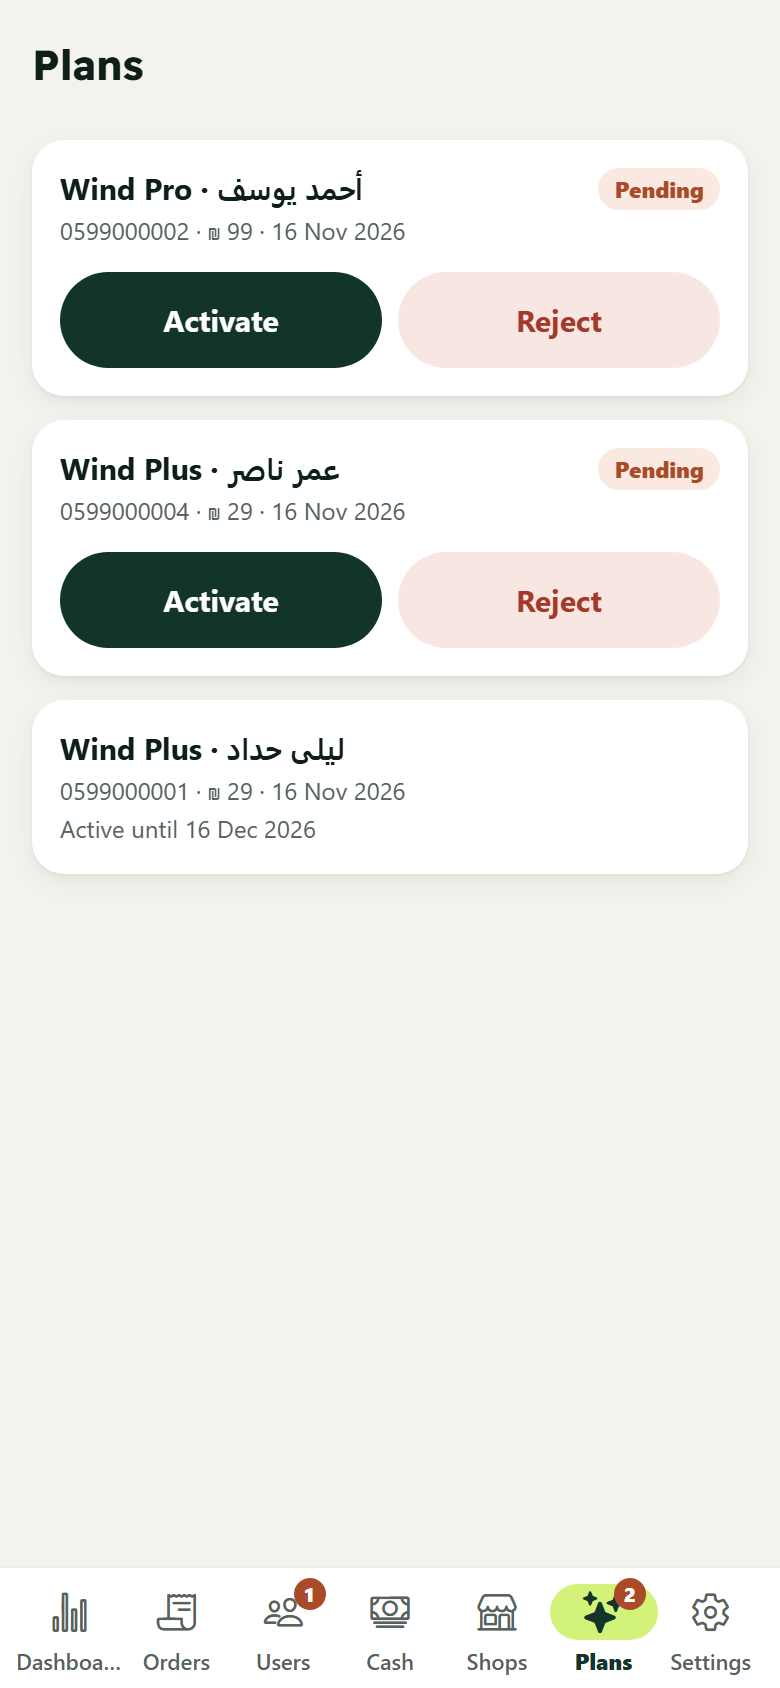 Plans
Wind Pro · أحمد يوسف
Pending
0599000002 · ₪ 99 · 16 Nov 2026
Activate
Reject
Wind Plus · عمر ناصر
Pending
0599000004 · ₪ 29 · 16 Nov 2026
Activate
Reject
Wind Plus · ليلى حداد
0599000001 · ₪ 29 · 16 Nov 2026
Active until 16 Dec 2026
1
2
Dashboa...
Orders
Users
Cash
Shops
Plans
Settings